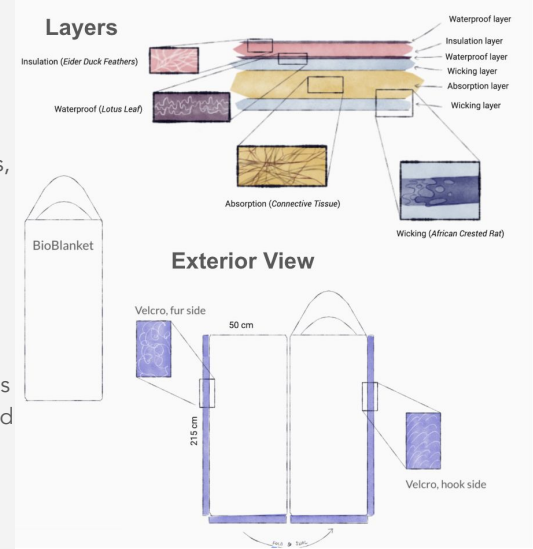 Layers
Waterproof layer
Insulation layer
Waterproof layer
Wicking layer
Absorption layer
Wicking layer
Insulation (Eider Duck Feathers)
Waterproof (Lotus Leaf)
Absorption (Connective Tissue)
Wicking (African Crested Rat)
s,
BioBlanket
s
d
Exterior View
Velcro, fur side
50 cm
215 cm
Velcro, hook side